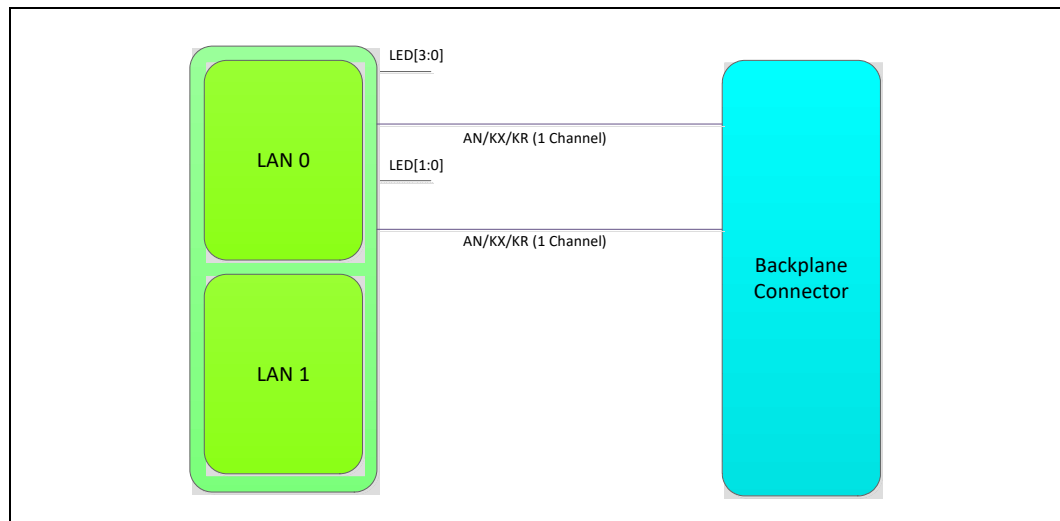 LED[3:0]
AN/KX/KR (1 Channel)
LAN 0
LED[1:0]
AN/KX/KR (1 Channel)
Backplane
Connector
LAN 1